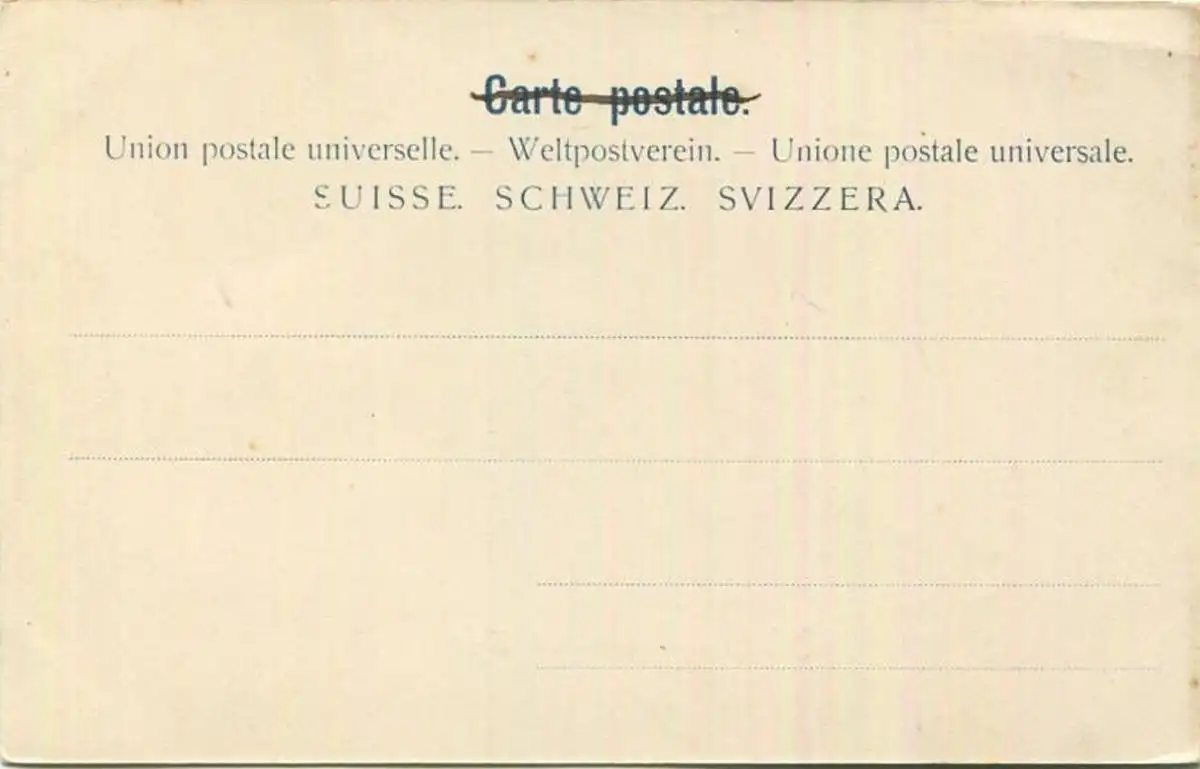 Carte postale.
Union postale universelle. — Weltpostverein. — Unione postale universale.
SUISSE. SCHWEIZ. SVIZZERA.